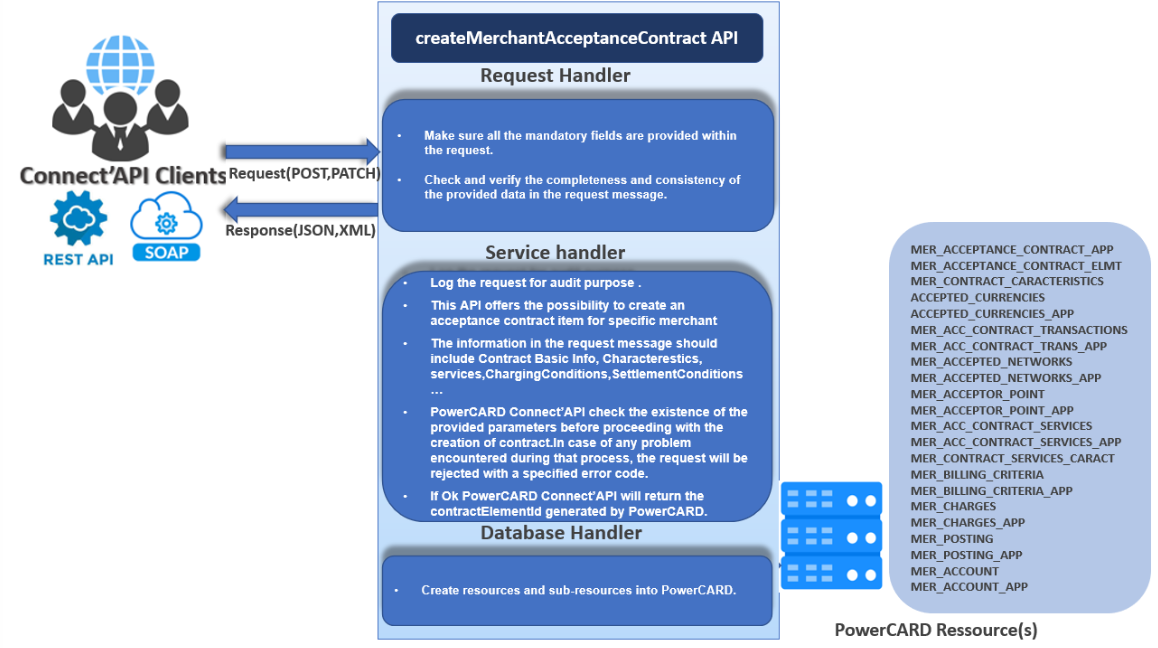 createMerchantAcceptanceContract API
Request Handler
• Make sure all the mandatory fields are provided within
the request.
• Check and verify the completeness and consistency of
the provided data in the request message.
Connect'API Clients
Request(POST,PATCH)
Response(JSON,XML)
REST API
SOAP
Service handler
• Log the request for audit purpose .
• This API offers the possibility to create an
acceptance contract item for specific merchant
• The information in the request message should
include Contract Basic Info, Characterestics,
services,ChargingConditions,SettlementConditions
…
• PowerCARD Connect'API check the existence of the
provided parameters before proceeding with the
creation of contract.In case of any problem
encountered during that process, the request will be
rejected with a specified error code.
• If Ok PowerCARD Connect'API will return the
contractElementId generated by PowerCARD.
Database Handler
• Create resources and sub-resources into PowerCARD.
MER_ACCEPTANCE_CONTRACT_APP
MER_ACCEPTANCE_CONTRACT_ELMT
MER_CONTRACT_CARACTERISTICS
ACCEPTED_CURRENCIES
ACCEPTED_CURRENCIES_APP
MER_ACC_CONTRACT_TRANSACTIONS
MER_ACC_CONTRACT_TRANS_APP
MER_ACCEPTED_NETWORKS
MER_ACCEPTED_NETWORKS_APP
MER_ACCEPTOR_POINT
MER_ACCEPTOR_POINT_APP
MER_ACC_CONTRACT_SERVICES
MER_ACC_CONTRACT_SERVICES_APP
MER_CONTRACT_SERVICES_CARACT
MER_BILLING_CRITERIA
MER_BILLING_CRITERIA_APP
MER_CHARGES
MER_CHARGES_APP
MER_POSTING
MER_POSTING_APP
MER_ACCOUNT
MER_ACCOUNT_APP
PowerCARD Ressource(s)